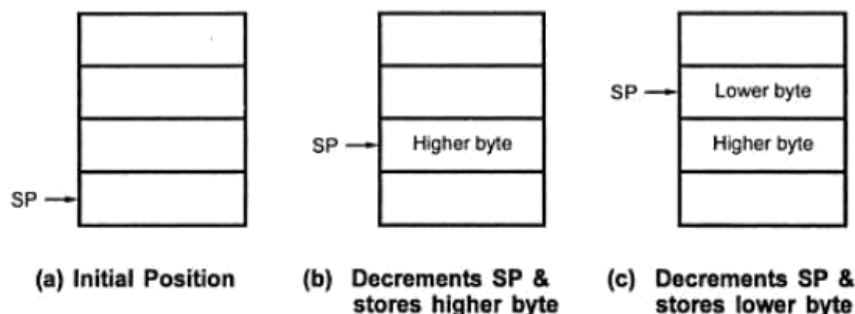 SP
(a) Initial Position
SP
Higher byte
(b) Decrements SP &
stores higher byte
SP
Lower byte
Higher byte
(c) Decrements SP &
stores lower byte